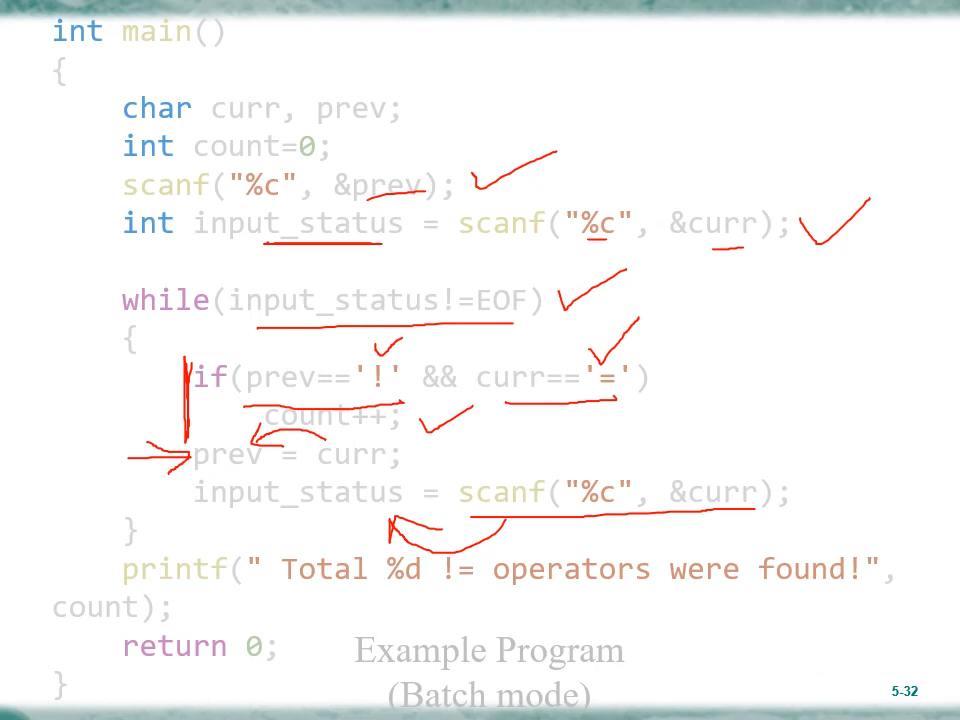 int main()
{
    char curr, prev;
    int count=0;
    scanf("%c", &prev);
    int input_status = scanf("%c", &curr);
    while(input_status!=EOF)
    {
        if(prev=='!' && curr=='=')
            count++;
        prev = curr;
        input_status = scanf("%c", &curr);
    }
    printf(" Total %d != operators were found!",
count);
    return 0;
}
Example Program
(Batch mode)
5-32